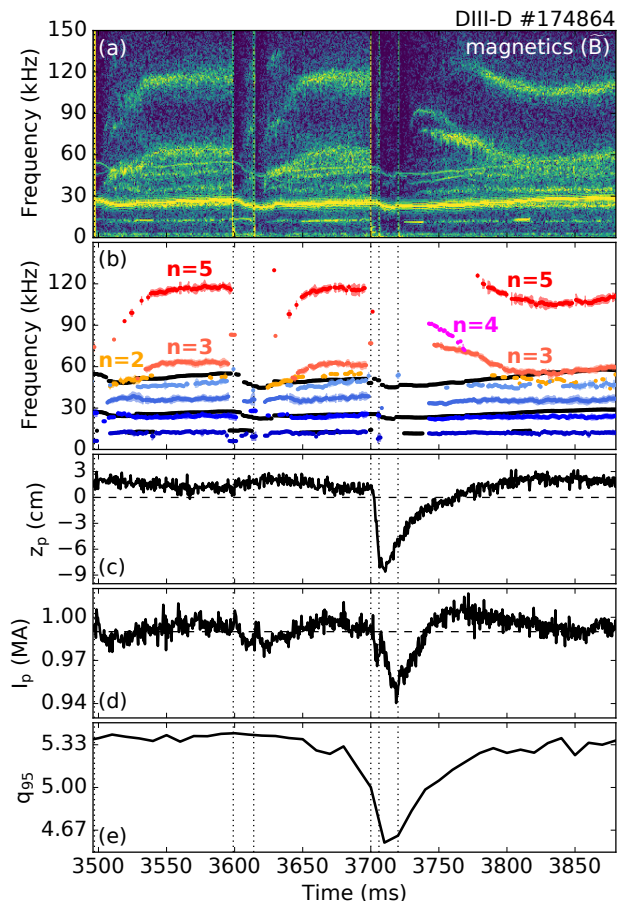 DIII-D #174864
(a)
magnetics (B̃)
Frequency (kHz)
150
120
90
60
30
0
(b)
n=5
n=5
n=4
n=2
n=3
n=3
Frequency (kHz)
120
90
60
30
0
z_p (cm)
3
0
−3
−6
−9
(c)
I_p (MA)
1.00
0.97
0.94
(d)
q_95
5.33
5.00
4.67
(e)
3500 3550 3600 3650 3700 3750 3800 3850
Time (ms)